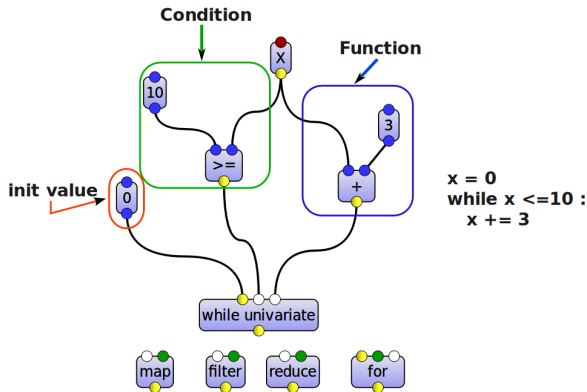 Condition
X
Function
10
3
>=
+
init value
0
x = 0
while x <=10 :
x += 3
while univariate
map
filter
reduce
for